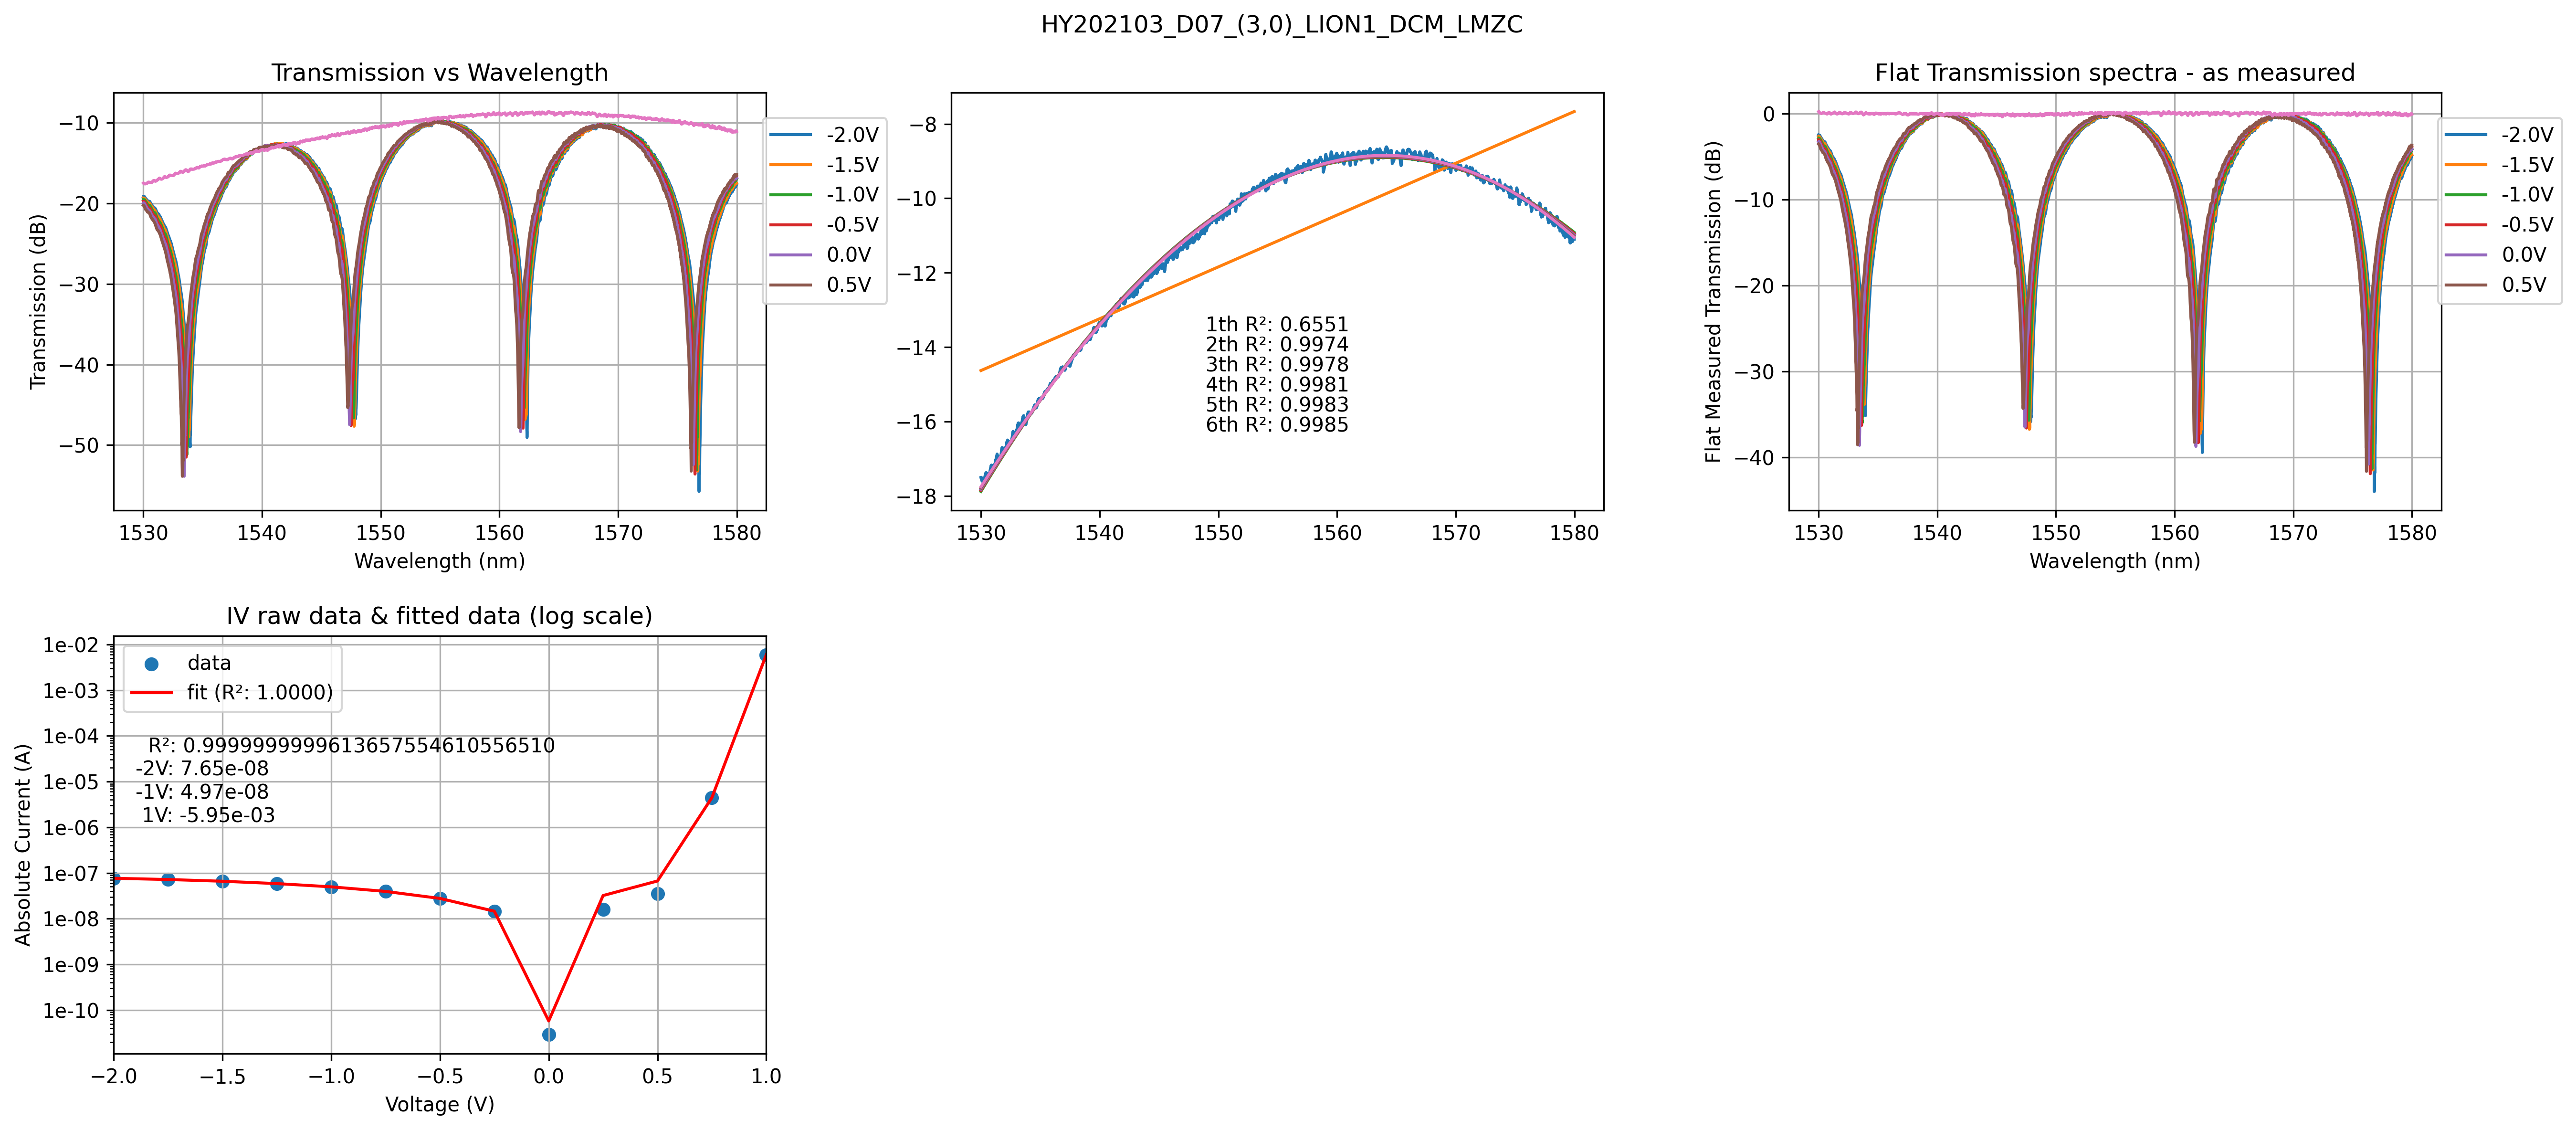 HY202103_D07_(3,0)_LION1_DCM_LMZC
Transmission vs Wavelength
Transmission (dB)
−10
−20
−30
−40
−50
1530 1540 1550 1560 1570 1580
Wavelength (nm)
-2.0V
-1.5V
-1.0V
-0.5V
0.0V
0.5V
−8
−10
−12
−14
−16
−18
1th R²: 0.6551
2th R²: 0.9974
3th R²: 0.9978
4th R²: 0.9981
5th R²: 0.9983
6th R²: 0.9985
1530 1540 1550 1560 1570 1580
Flat Transmission spectra - as measured
Flat Measured Transmission (dB)
0
−10
−20
−30
−40
1530 1540 1550 1560 1570 1580
Wavelength (nm)
-2.0V
-1.5V
-1.0V
-0.5V
0.0V
0.5V
IV raw data & fitted data (log scale)
Absolute Current (A)
1e-02
1e-03
1e-04
1e-05
1e-06
1e-07
1e-08
1e-09
1e-10
data
fit (R²: 1.0000)
R²: 0.9999999999613657554610556510
-2V: 7.65e-08
-1V: 4.97e-08
1V: -5.95e-03
−2.0 −1.5 −1.0 −0.5 0.0 0.5 1.0
Voltage (V)